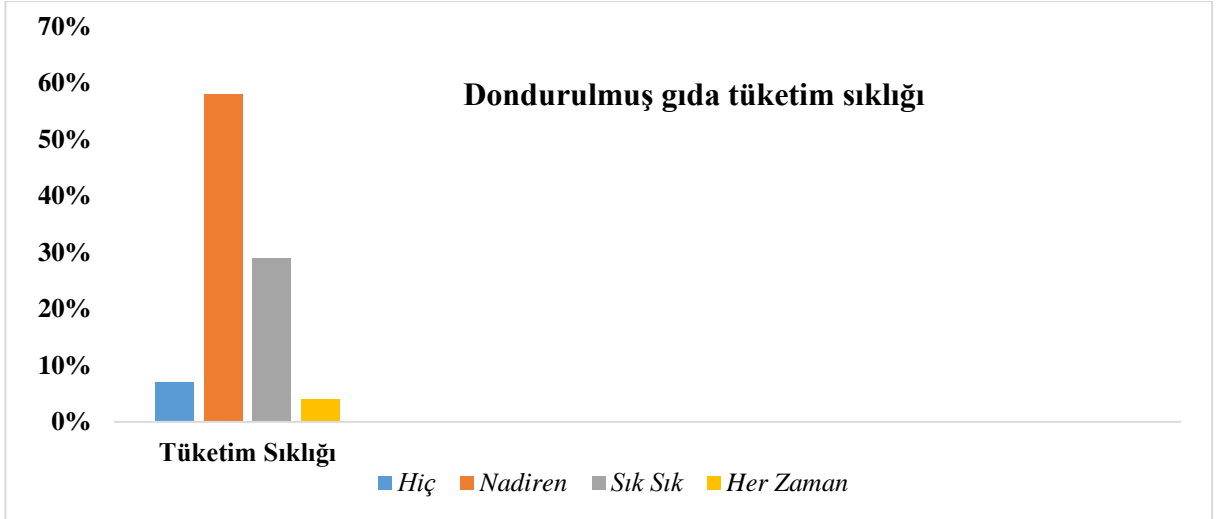 Dondurulmuş gıda tüketim sıklığı
70%
60%
50%
40%
30%
20%
10%
0%
Tüketim Sıklığı
Hiç Nadiren Sık Sık Her Zaman